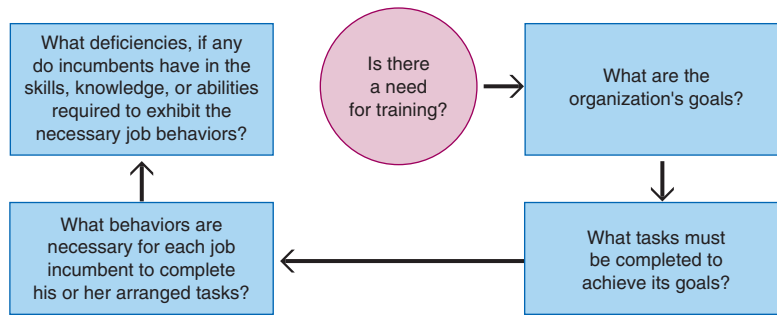 What deficiencies, if any
do incumbents have in the
skills, knowledge, or abilities
required to exhibit the
necessary job behaviors?
Is there
a need
for training?
What are the
organization's goals?
What behaviors are
necessary for each job
incumbent to complete
his or her arranged tasks?
What tasks must
be completed to
achieve its goals?